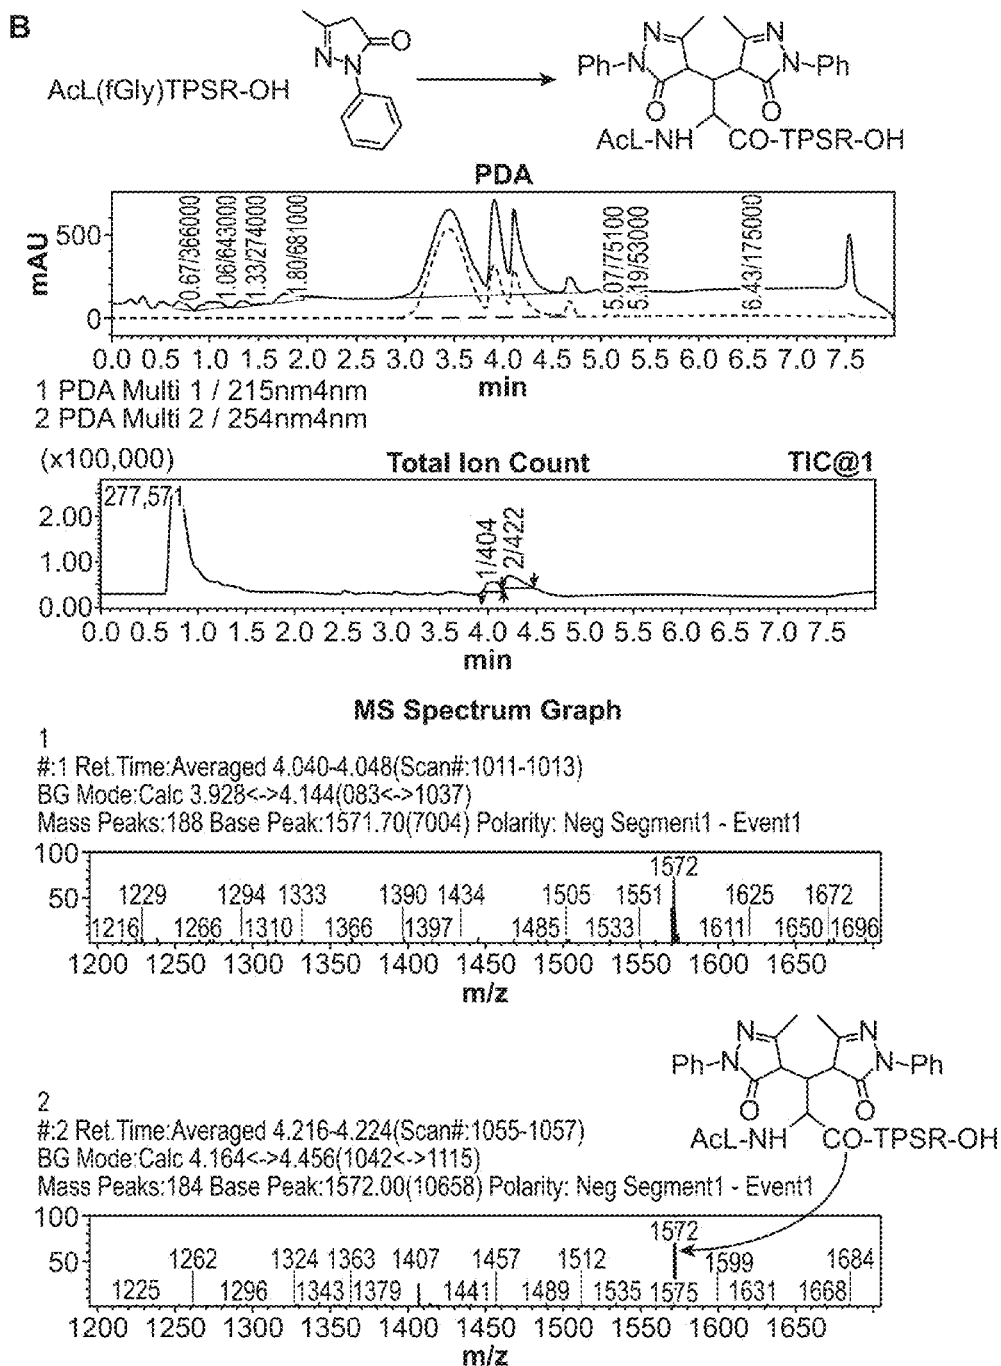 B
AcL(fGly)TPSR-OH
N
N
O
N
N
Ph-N
N-Ph
O
O
AcL-NH
CO-TPSR-OH
PDA
mAU
500
0
0.67/366000
1.06/643000
1.33/274000
1.80/681000
5.07/75100
5.19/53000
6.43/175000
0.0 0.5 1.0 1.5 2.0 2.5 3.0 3.5 4.0 4.5 5.0 5.5 6.0 6.5 7.0 7.5
min
1 PDA Multi 1 / 215nm4nm
2 PDA Multi 2 / 254nm4nm
(x100,000)
Total Ion Count
TIC@1
277,571
2.00
1.00
0.00
1/404
2/422
0.0 0.5 1.0 1.5 2.0 2.5 3.0 3.5 4.0 4.5 5.0 5.5 6.0 6.5 7.0 7.5
min
MS Spectrum Graph
1
#:1 Ret.Time:Averaged 4.040-4.048(Scan#:1011-1013)
BG Mode:Calc 3.928<->4.144(083<->1037)
Mass Peaks:188 Base Peak:1571.70(7004) Polarity: Neg Segment1 - Event1
100
50
1572
1229 1294 1333 1390 1434 1505 1551 1625 1672
1216 1266 1310 1366 1397 1485 1533 1611 1650 1696
1200 1250 1300 1350 1400 1450 1500 1550 1600 1650
m/z
N
N
Ph-N
N-Ph
O
O
AcL-NH
CO-TPSR-OH
2
#:2 Ret.Time:Averaged 4.216-4.224(Scan#:1055-1057)
BG Mode:Calc 4.164<->4.456(1042<->1115)
Mass Peaks:184 Base Peak:1572.00(10658) Polarity: Neg Segment1 - Event1
100
50
1572
1262 1324 1363 1407 1457 1512 1599 1684
1225 1296 1343 1379 1441 1489 1535 1575 1631 1668
1200 1250 1300 1350 1400 1450 1500 1550 1600 1650
m/z